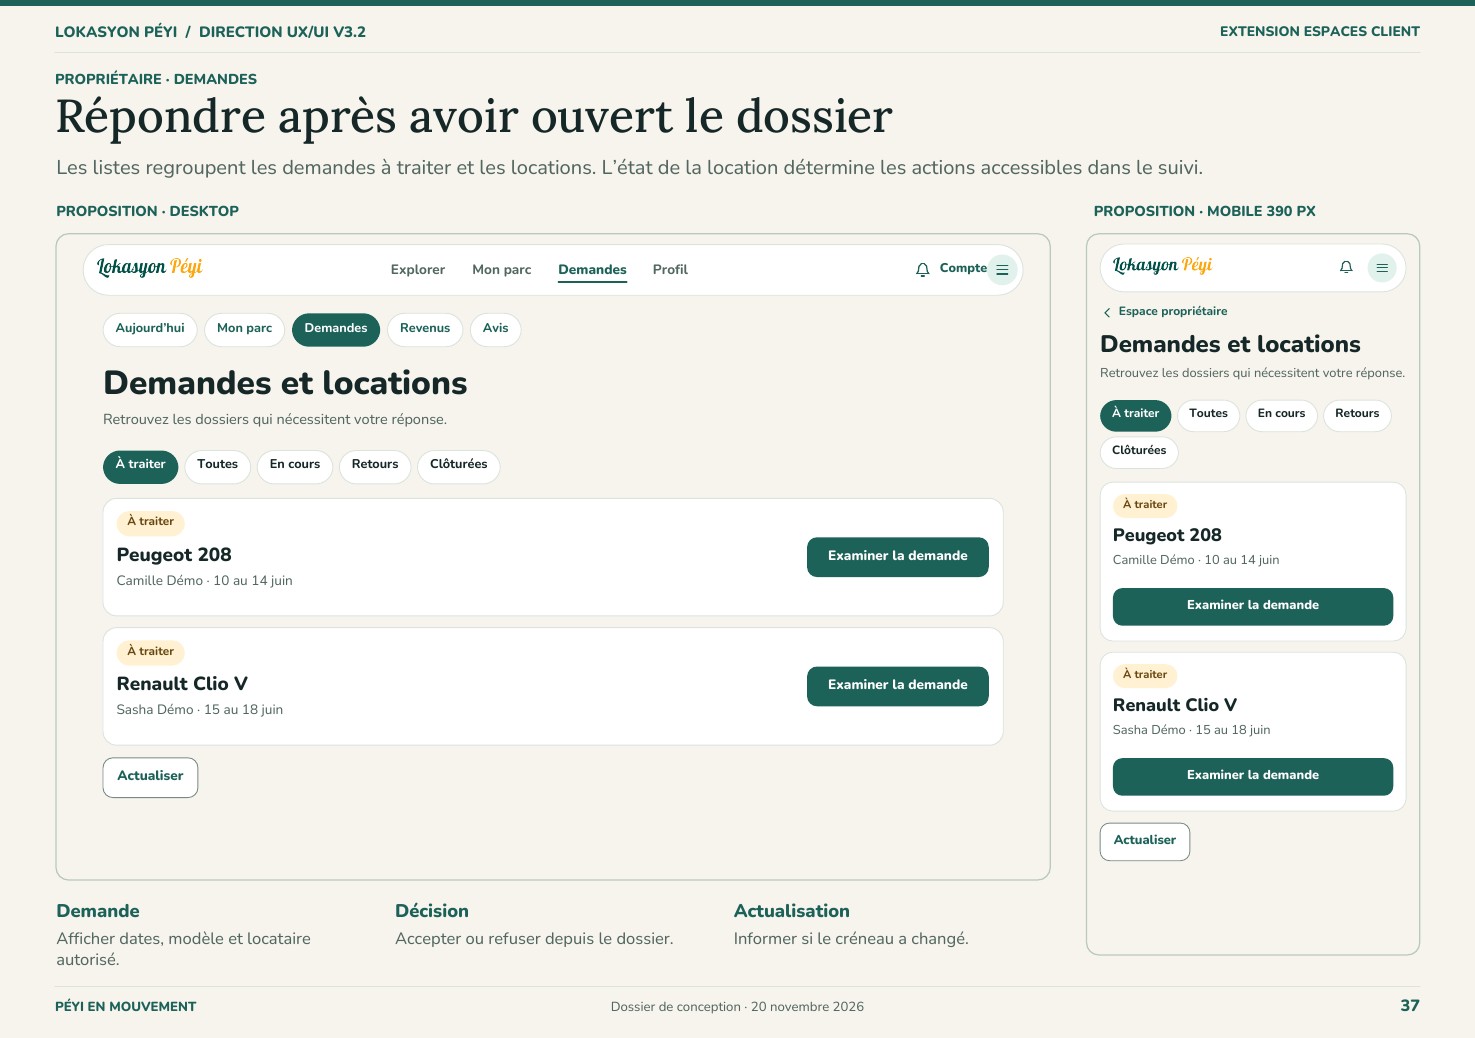 LOKASYON PÉYI / DIRECTION UX/UI V3.2
EXTENSION ESPACES CLIENT
PROPRIÉTAIRE · DEMANDES
Répondre après avoir ouvert le dossier
Les listes regroupent les demandes à traiter et les locations. L’état de la location détermine les actions accessibles dans le suivi.
PROPOSITION · DESKTOP
Lokasyon Péyi
Explorer Mon parc Demandes Profil
Compte
Aujourd’hui Mon parc Demandes Revenus Avis
Demandes et locations
Retrouvez les dossiers qui nécessitent votre réponse.
À traiter Toutes En cours Retours Clôturées
À traiter
Peugeot 208
Camille Démo · 10 au 14 juin
Examiner la demande
À traiter
Renault Clio V
Sasha Démo · 15 au 18 juin
Examiner la demande
Actualiser
PROPOSITION · MOBILE 390 PX
Lokasyon Péyi
Espace propriétaire
Demandes et locations
Retrouvez les dossiers qui nécessitent votre réponse.
À traiter Toutes En cours Retours
Clôturées
À traiter
Peugeot 208
Camille Démo · 10 au 14 juin
Examiner la demande
À traiter
Renault Clio V
Sasha Démo · 15 au 18 juin
Examiner la demande
Actualiser
Demande
Afficher dates, modèle et locataire
autorisé.
Décision
Accepter ou refuser depuis le dossier.
Actualisation
Informer si le créneau a changé.
PÉYI EN MOUVEMENT
Dossier de conception · 20 novembre 2026
37